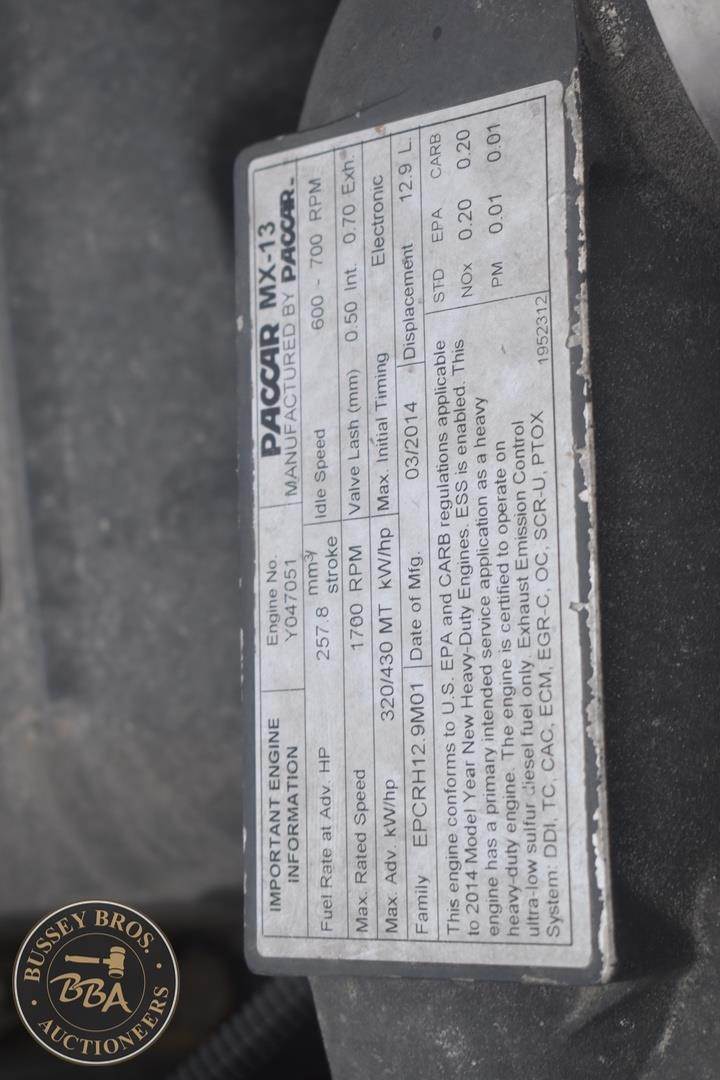 IMPORTANT ENGINE
INFORMATION
Engine No.
Y047051
PACCAR MX-13
MANUFACTURED BY PACCAR
Fuel Rate at Adv. HP 257.8 mm3/
stroke
Idle Speed 600 - 700 RPM
Max. Rated Speed 1700 RPM
Valve Lash (mm) 0.50 Int. 0.70 Exh.
Max. Adv. kW/hp 320/430 MT kW/hp
Max. Initial Timing Electronic
Family EPCRH12.9M01
Date of Mfg. 03/2014
Displacement 12.9 L.
This engine conforms to U.S. EPA and CARB regulations applicable
to 2014 Model Year New Heavy-Duty Engines. ESS is enabled. This
engine has a primary intended service application as a heavy
heavy-duty engine. The engine is certified to operate on
ultra-low sulfur diesel fuel only. Exhaust Emission Control
System: DDI, TC, CAC, ECM, EGR-C, OC, SCR-U, PTOX
STD EPA CARB
NOx 0.20 0.20
PM 0.01 0.01
1952312
BUSSEY BROS.
BBA
AUCTIONEERS